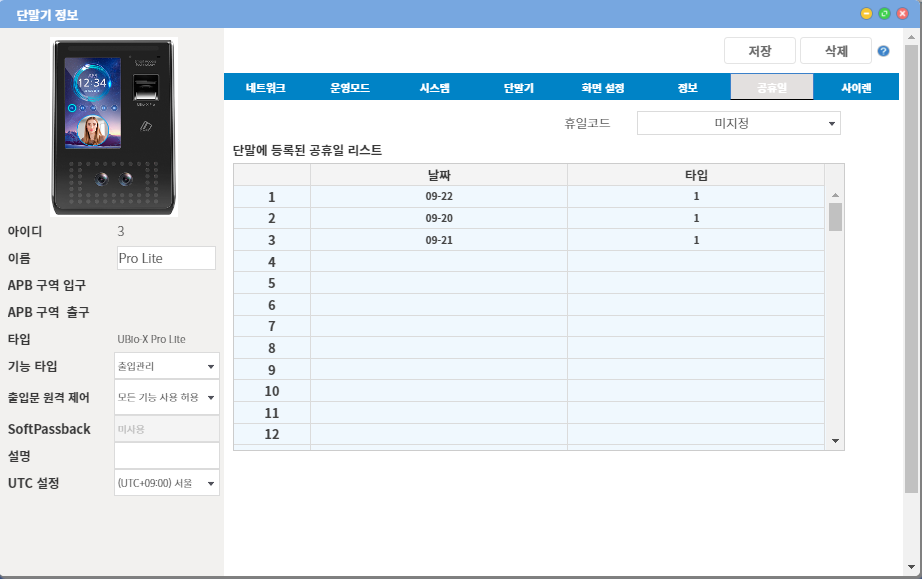 단말기 정보
저장
삭제
?
네트워크
운영모드
시스템
단말기
화면 설정
정보
공휴일
사이렌
휴일코드
미지정
단말에 등록된 공휴일 리스트
날짜
타입
1 09-22 1
2 09-20 1
3 09-21 1
4
5
6
7
8
9
10
11
12
12:34
아이디 3
이름 Pro Lite
APB 구역 입구
APB 구역 출구
타입 UBio-X Pro Lite
기능 타입 출입관리
출입문 원격 제어 모든 기능 사용 허용
SoftPassback 미사용
설명
UTC 설정 (UTC+09:00) 서울